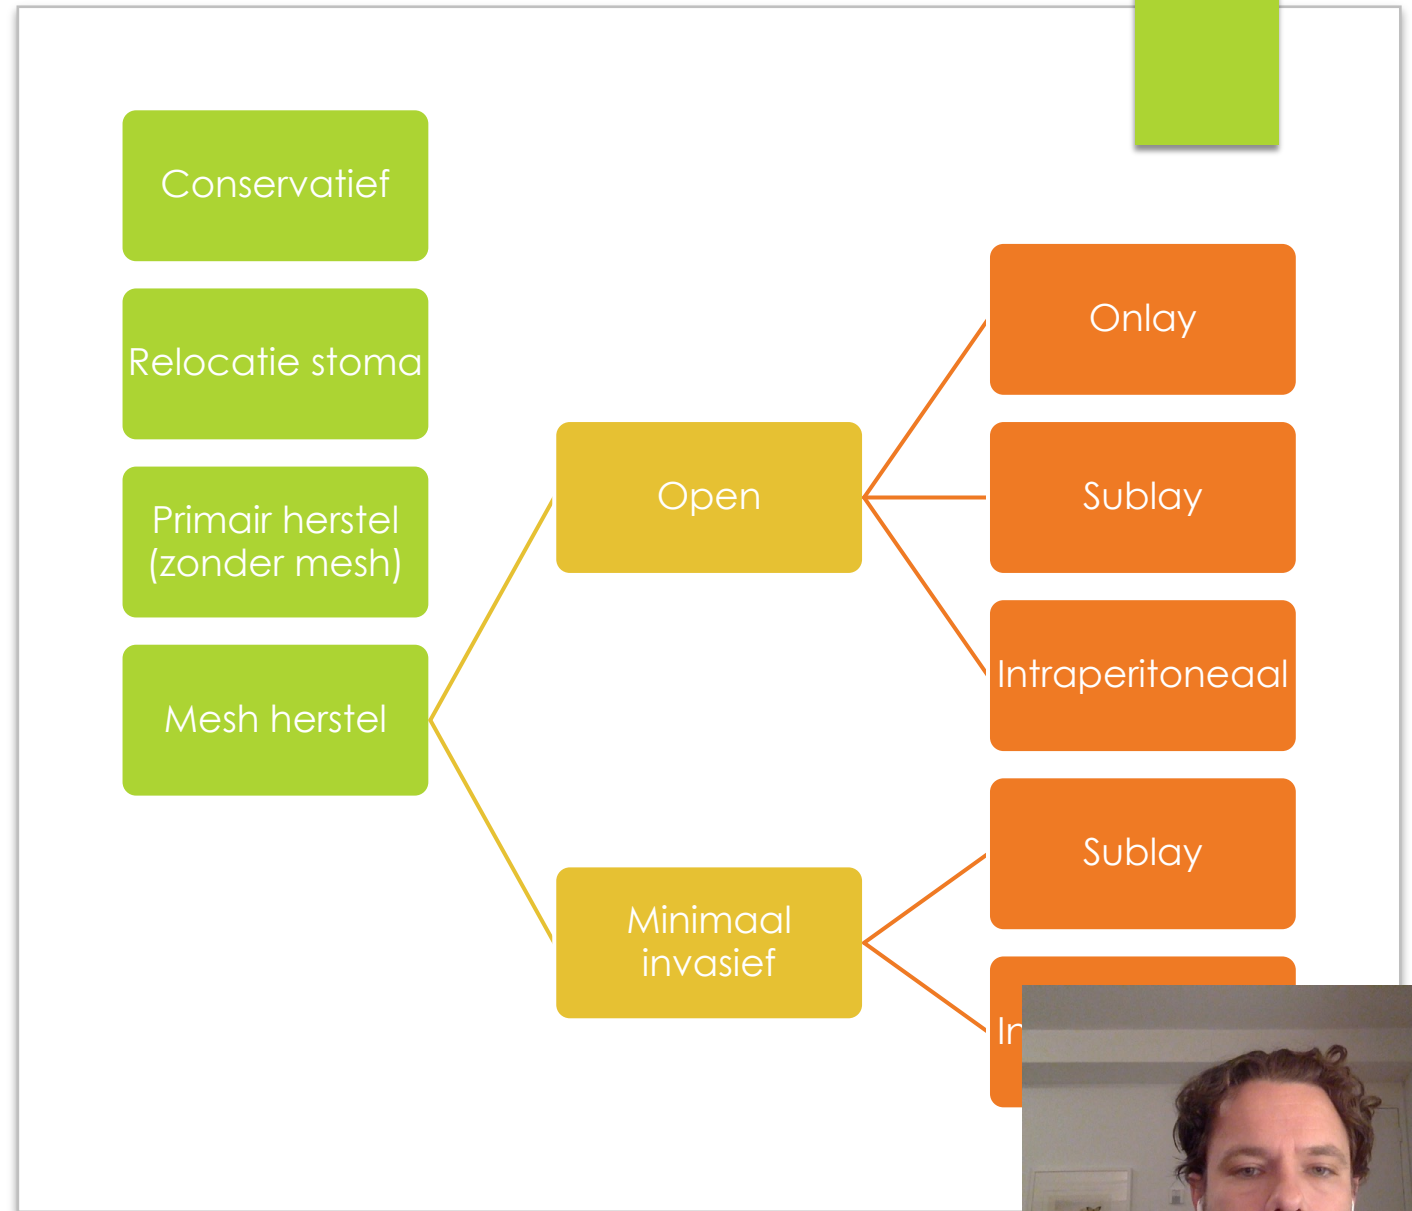 Conservatief
Relocatie stoma
Primair herstel
(zonder mesh)
Mesh herstel
Open
Minimaal
invasief
Onlay
Sublay
Intraperitoneaal
Sublay